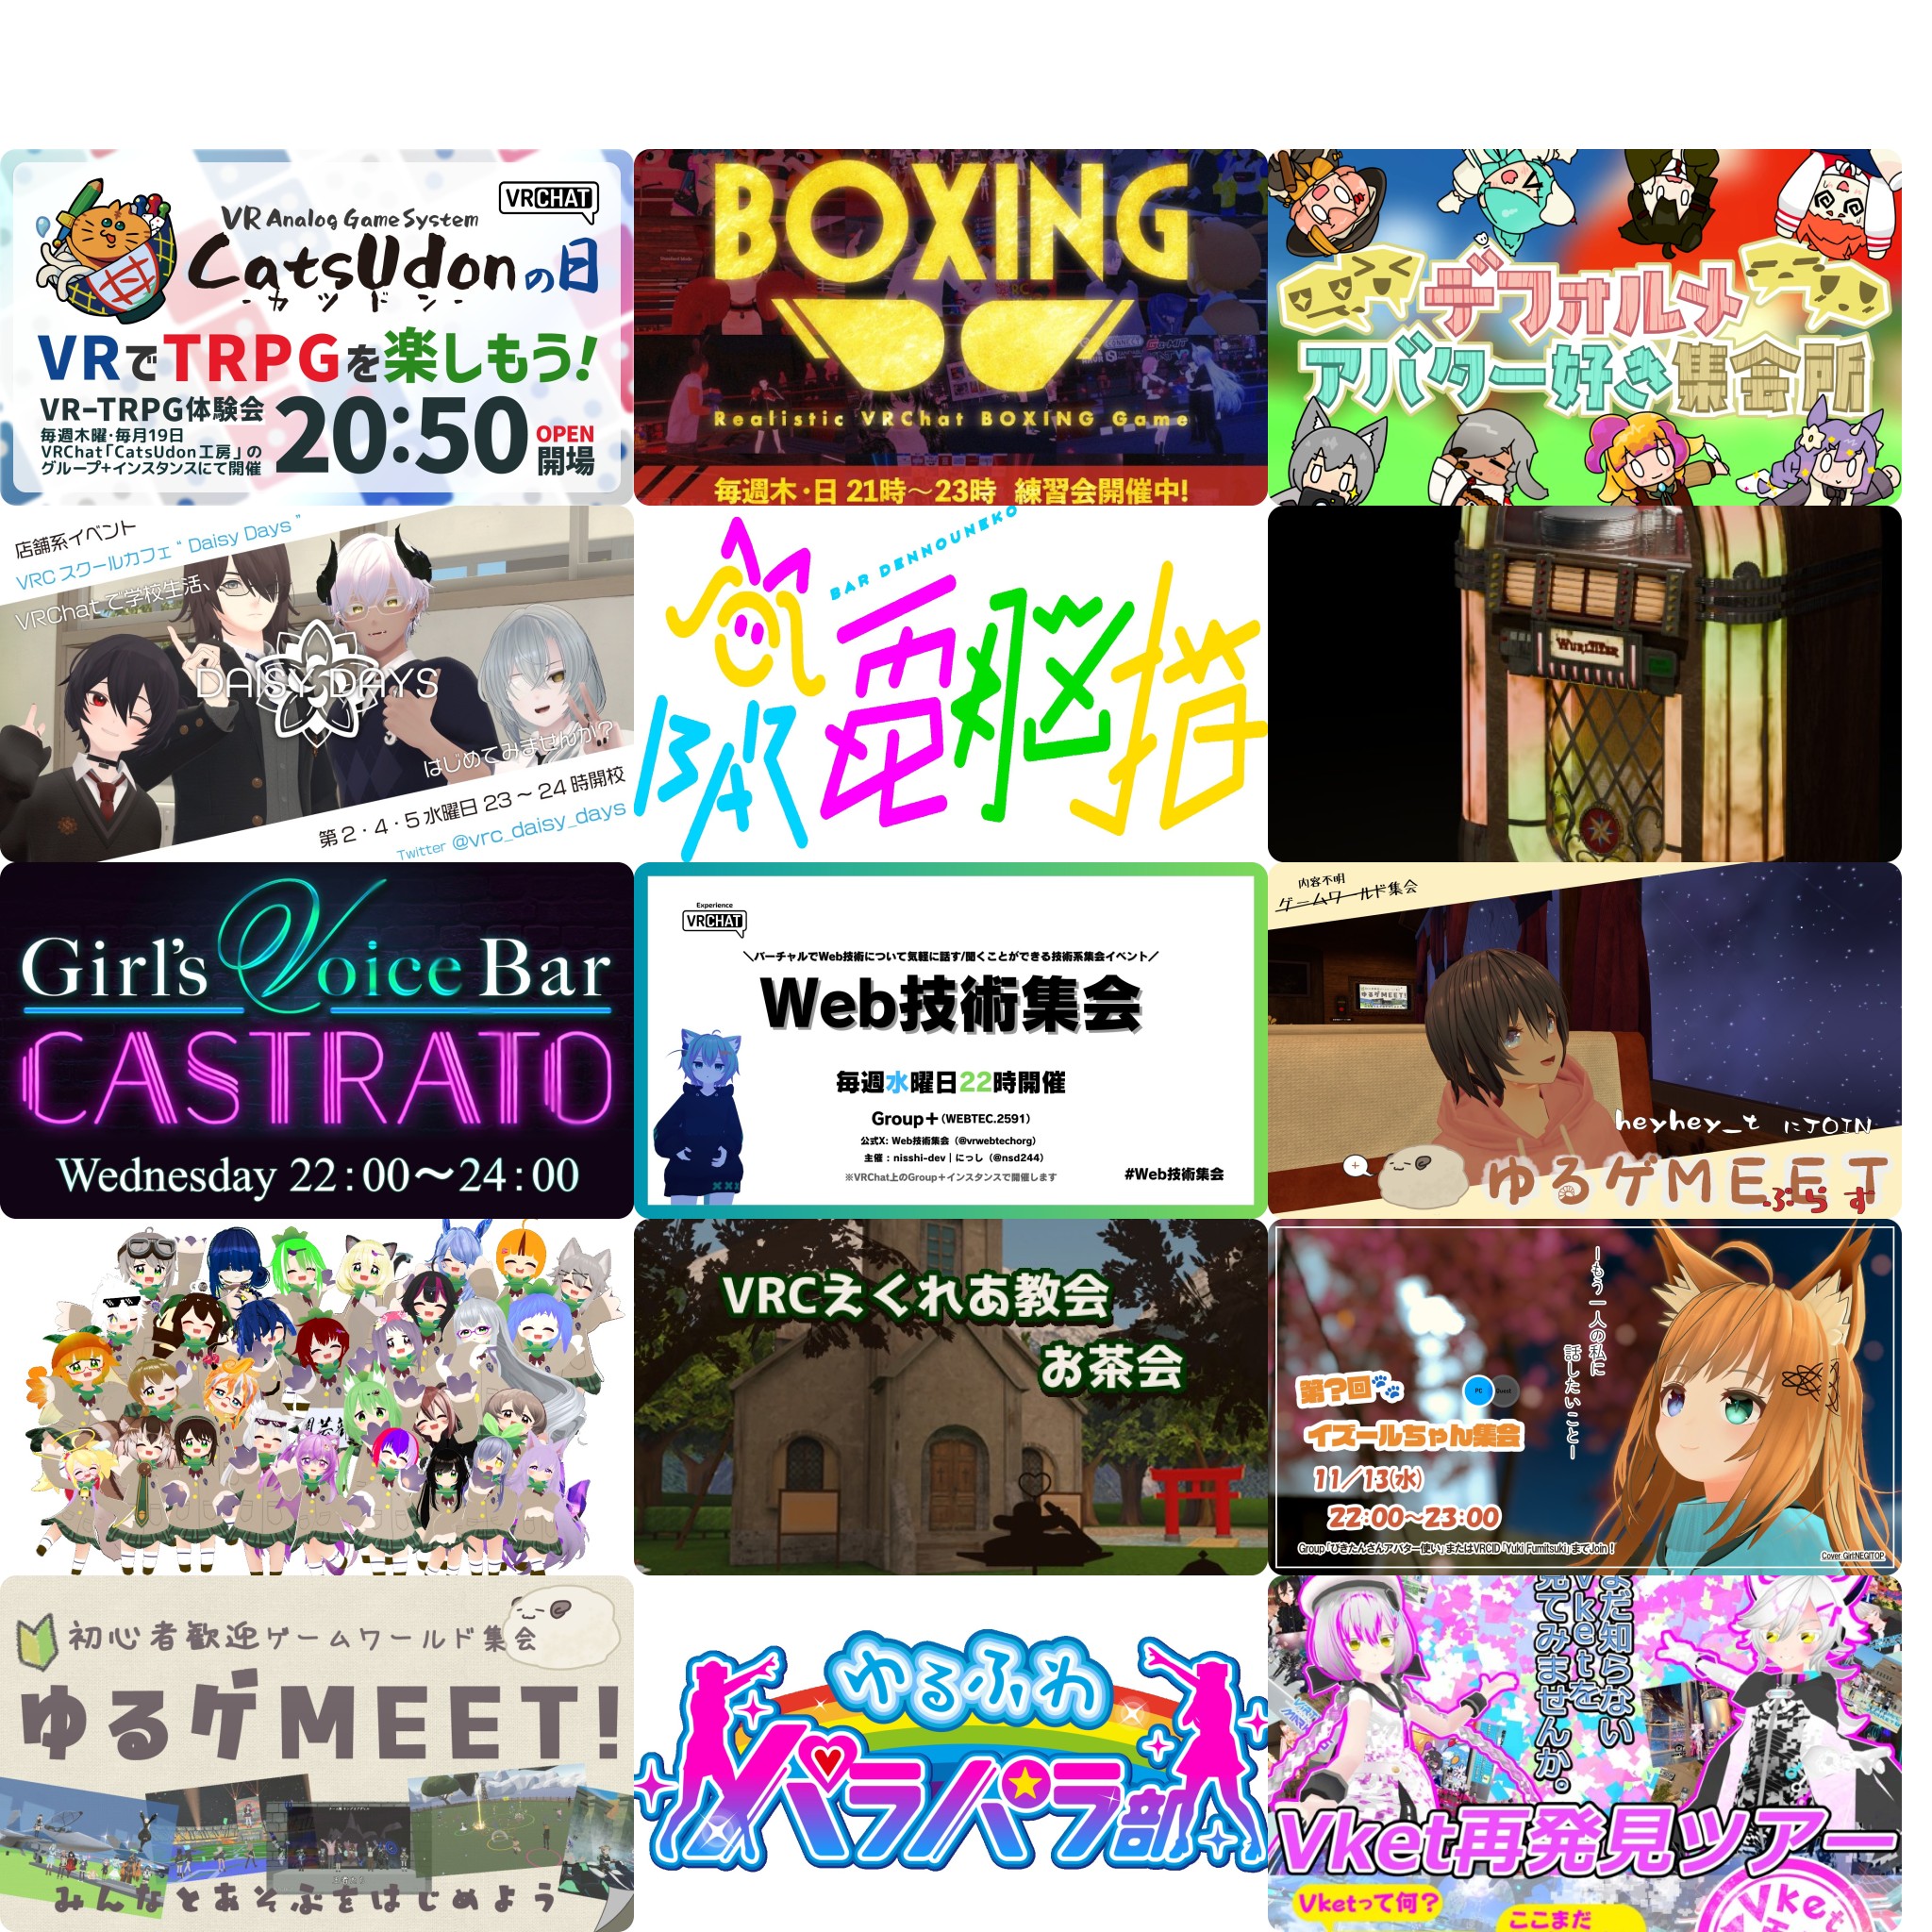 VRCHAT
VR Analog Game System
CatsUdonの日
-カツドン-
VRでTRPGを楽しもう!
VR-TRPG体験会
毎週木曜・毎月19日
VRChat「CatsUdon工房」の
グループ+インスタンスにて開催
20:50
OPEN
開場
BOXING
Realistic VRChat BOXING Game
毎週木・日 21時～23時 練習会開催中!
デフォルメ
アバター好き集会所
店舗系イベント
VRC スクールカフェ “ Daisy Days ”
VRChat で学校生活、
DAISY DAYS
はじめてみませんか？
第2・4・5水曜日 23～24時開校
Twitter @vrc_daisy_days
BAR DENNOUNEKO
BAR
電脳猫
WURLITZER
Girl's Voice Bar
CASTRATO
Wednesday 22:00～24:00
Experience
VRCHAT
＼バーチャルでWeb技術について気軽に話す/聞くことができる技術系集会イベント／
Web技術集会
毎週水曜日22時開催
Group＋(WEBTEC.2591)
公式X: Web技術集会（@vrwebtechorg）
主催：nisshi-dev｜にっし（@nsd244）
※VRChat上のGroup＋インスタンスで開催します
#Web技術集会
内容不明
ゲームワールド集会
ゆるゲMEET!
heyhey_t にJOIN
ゆるゲMEET
ぷらす
VRCえくれあ教会
お茶会
―もう一人の私に
話したいこと―
第?回
PC
Quest
イズールちゃん集会
11/13(水)
22:00～23:00
Group「ぴきたんさんアバター使い」またはVRCID「Yuki Fumitsuki」までJoin！
Cover Girl:NEGITOP
初心者歓迎ゲームワールド集会
ゆるゲMEET!
みんなとあそぶをはじめよう
ゆるふわ
パラパラ部
まだ知らない
Vketを
見てみませんか。
Vket再発見ツアー
Vketって何？
ここまだ
Vket